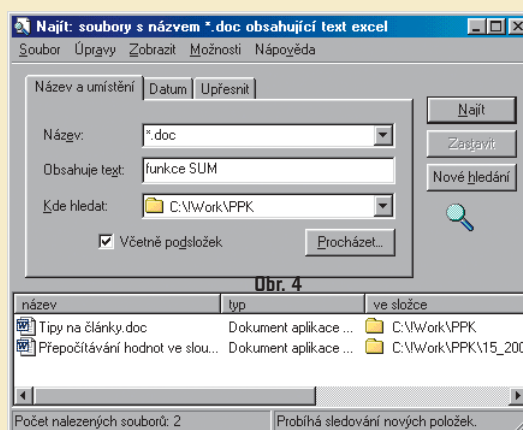 Najít: soubory s názvem *.doc obsahující text excel
Soubor Úpravy Zobrazit Možnosti Nápověda
Název a umístění Datum Upřesnit
Název: *.doc
Obsahuje text: funkce SUM
Kde hledat: C:\!Work\PPK
Včetně podsložek Procházet...
Najít
Zastavit
Nové hledání
Obr. 4
název typ ve složce
Tipy na články.doc Dokument aplikace ... C:\!Work\PPK
Přepočítávání hodnot ve slou... Dokument aplikace ... C:\!Work\PPK\15_200
Počet nalezených souborů: 2 Probíhá sledování nových položek.